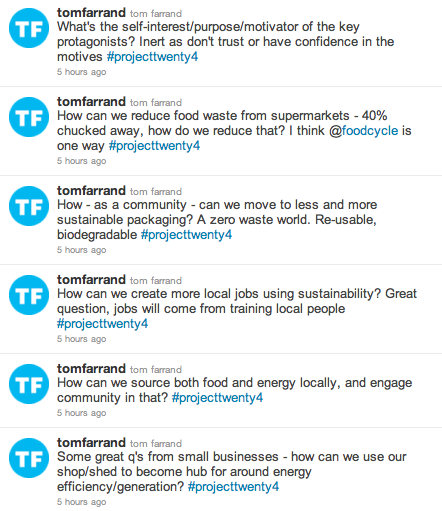 TF
tomfarrand tom farrand
What's the self-interest/purpose/motivator of the key
protagonists? Inert as don't trust or have confidence in the
motives #projecttwenty4
5 hours ago
TF
tomfarrand tom farrand
How can we reduce food waste from supermarkets - 40%
chucked away, how do we reduce that? I think @foodcycle is
one way #projecttwenty4
5 hours ago
TF
tomfarrand tom farrand
How - as a community - can we move to less and more
sustainable packaging? A zero waste world. Re-usable,
biodegradable #projecttwenty4
5 hours ago
TF
tomfarrand tom farrand
How can we create more local jobs using sustainability? Great
question, jobs will come from training local people
#projecttwenty4
5 hours ago
TF
tomfarrand tom farrand
How can we source both food and energy locally, and engage
community in that? #projecttwenty4
5 hours ago
TF
tomfarrand tom farrand
Some great q's from small businesses - how can we use our
shop/shed to become hub for around energy
efficiency/generation? #projecttwenty4
5 hours ago